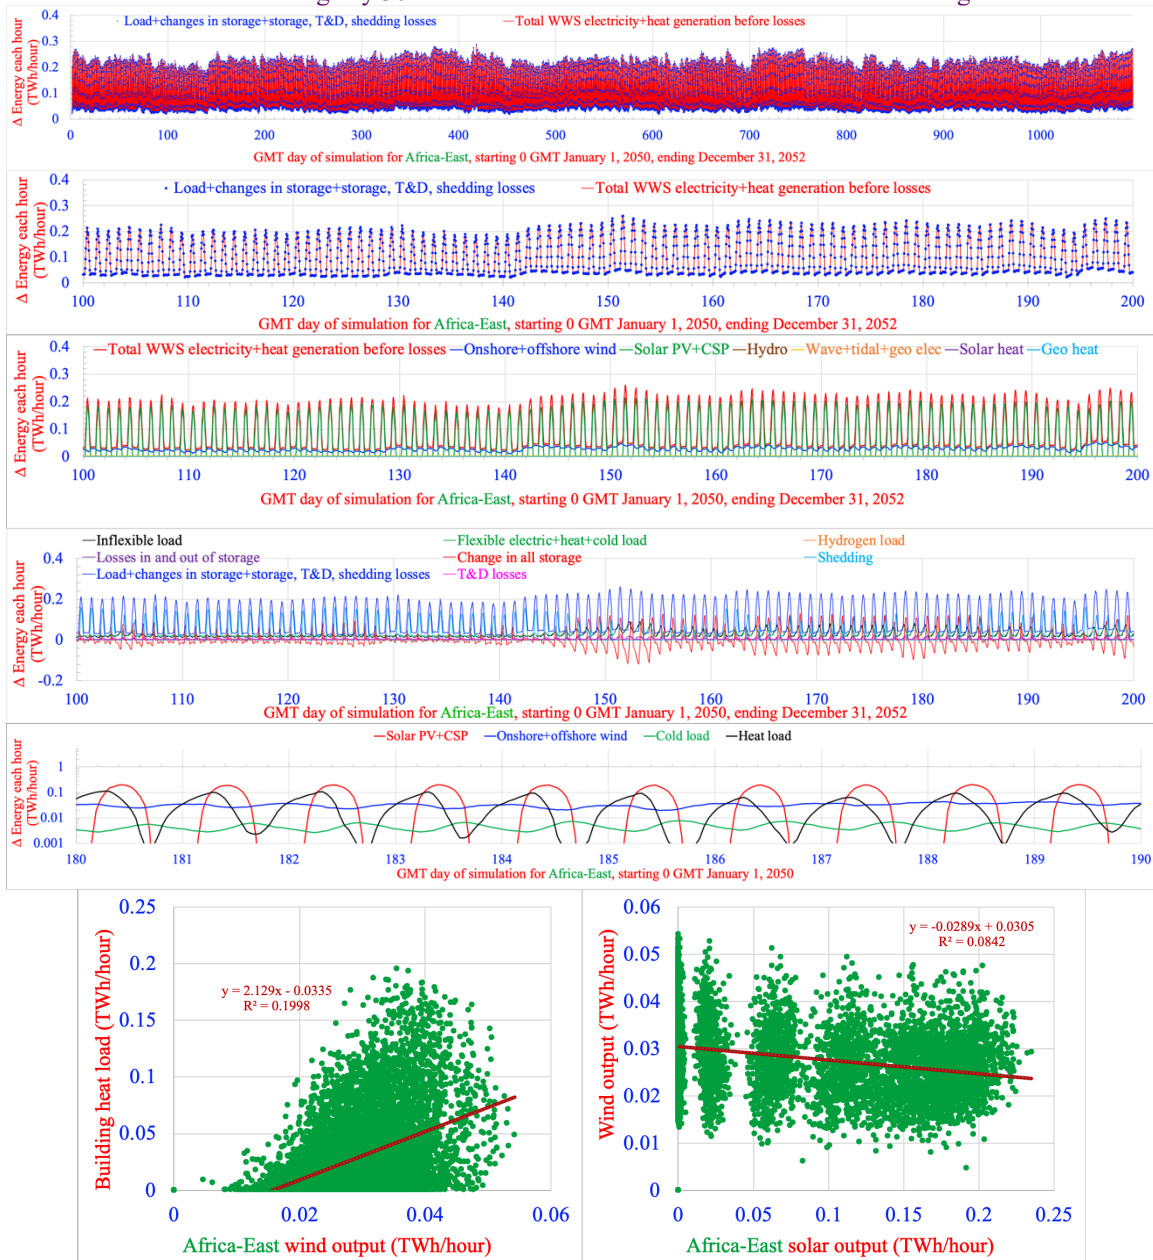 0.4
Load+changes in storage+storage, T&D, shedding losses —Total WWS electricity+heat generation before losses
0.3
0.2
0.1
0
Δ Energy each hour
(TWh/hour)
0 100 200 300 400 500 600 700 800 900 1000
GMT day of simulation for Africa-East, starting 0 GMT January 1, 2050, ending December 31, 2052
0.4
• Load+changes in storage+storage, T&D, shedding losses —Total WWS electricity+heat generation before losses
0.3
0.2
0.1
0
Δ Energy each hour
(TWh/hour)
100 110 120 130 140 150 160 170 180 190 200
GMT day of simulation for Africa-East, starting 0 GMT January 1, 2050, ending December 31, 2052
0.4
—Total WWS electricity+heat generation before losses —Onshore+offshore wind —Solar PV+CSP —Hydro —Wave+tidal+geo elec —Solar heat —Geo heat
0.3
0.2
0.1
0
Δ Energy each hour
(TWh/hour)
100 110 120 130 140 150 160 170 180 190 200
GMT day of simulation for Africa-East, starting 0 GMT January 1, 2050, ending December 31, 2052
—Inflexible load —Flexible electric+heat+cold load —Hydrogen load
—Losses in and out of storage —Change in all storage —Shedding
—Load+changes in storage+storage, T&D, shedding losses —T&D losses
0.4
0.2
0
-0.2
Δ Energy each hour
(TWh/hour)
100 110 120 130 140 150 160 170 180 190 200
GMT day of simulation for Africa-East, starting 0 GMT January 1, 2050, ending December 31, 2052
—Solar PV+CSP —Onshore+offshore wind —Cold load —Heat load
1
0.1
0.01
0.001
Δ Energy each hour
(TWh/hour)
180 181 182 183 184 185 186 187 188 189 190
GMT day of simulation for Africa-East, starting 0 GMT January 1, 2050
0.25
0.2
0.15
0.1
0.05
0
Building heat load (TWh/hour)
y = 2.129x - 0.0335
R² = 0.1998
0 0.02 0.04 0.06
Africa-East wind output (TWh/hour)
0.06
0.05
0.04
0.03
0.02
0.01
0
Wind output (TWh/hour)
y = -0.0289x + 0.0305
R² = 0.0842
0 0.05 0.1 0.15 0.2 0.25
Africa-East solar output (TWh/hour)